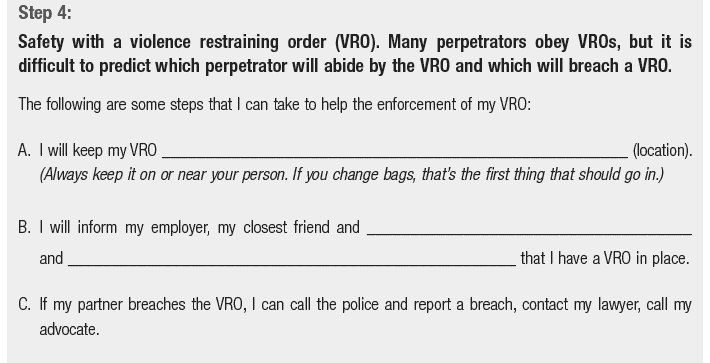 Step 4:
Safety with a violence restraining order (VRO). Many perpetrators obey VROs, but it is
difficult to predict which perpetrator will abide by the VRO and which will breach a VRO.
The following are some steps that I can take to help the enforcement of my VRO:
A. I will keep my VRO ______________________________ (location).
(Always keep it on or near your person. If you change bags, that's the first thing that should go in.)
B. I will inform my employer, my closest friend and ______________________________
and ______________________________ that I have a VRO in place.
C. If my partner breaches the VRO, I can call the police and report a breach, contact my lawyer, call my
advocate.